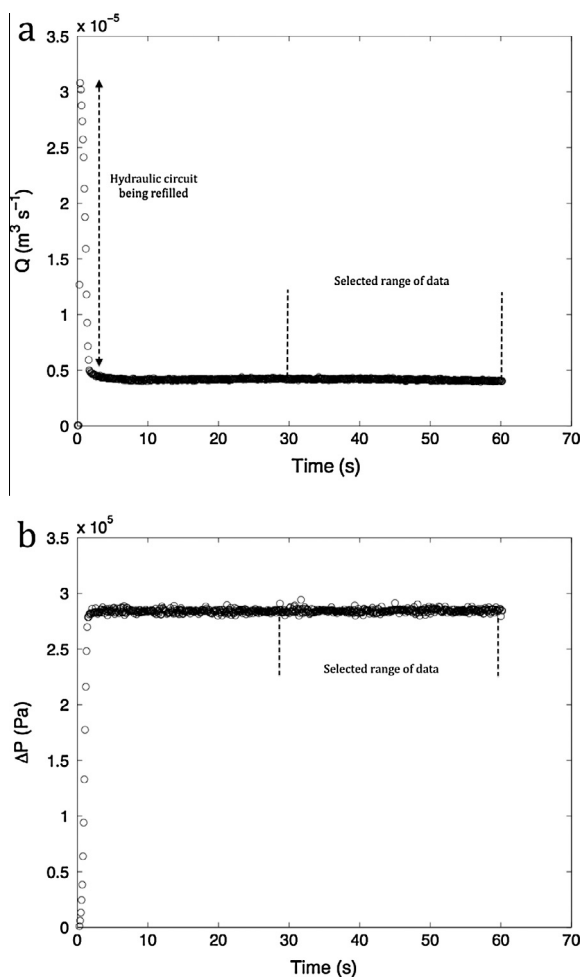 a
x 10⁻⁵
3.5
3
2.5
2
1.5
1
0.5
0
Q (m³ s⁻¹)
Hydraulic circuit
being refilled
Selected range of data
0 10 20 30 40 50 60 70
Time (s)
b
x 10⁵
3.5
3
2.5
2
1.5
1
0.5
0
ΔP (Pa)
Selected range of data
0 10 20 30 40 50 60 70
Time (s)